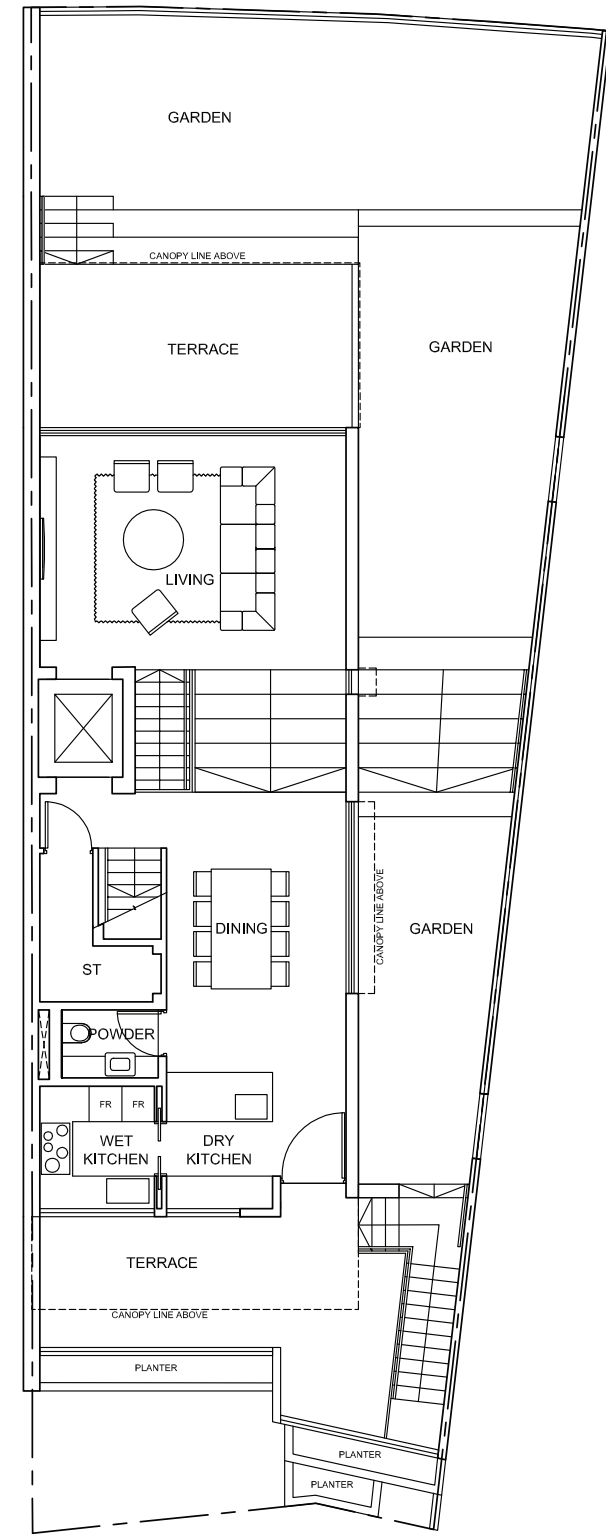 GARDEN
CANOPY LINE ABOVE
TERRACE
GARDEN
LIVING
CANOPY LINE ABOVE
DINING
GARDEN
ST
POWDER
FR
FR
WET
KITCHEN
DRY
KITCHEN
TERRACE
CANOPY LINE ABOVE
PLANTER
PLANTER
PLANTER